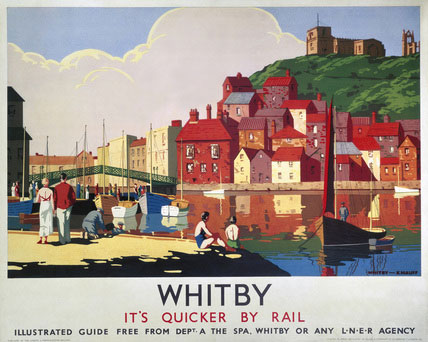 WHITBY
IT'S QUICKER BY RAIL
ILLUSTRATED GUIDE FREE FROM DEPT. A THE SPA, WHITBY OR ANY L·N·E·R AGENCY